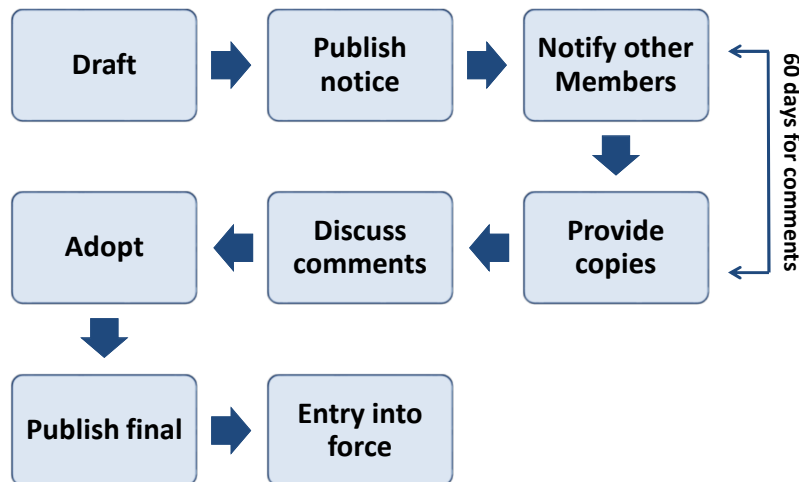 Draft
Publish
notice
Notify other
Members
60 days for comments
Provide
copies
Discuss
comments
Adopt
Publish final
Entry into
force